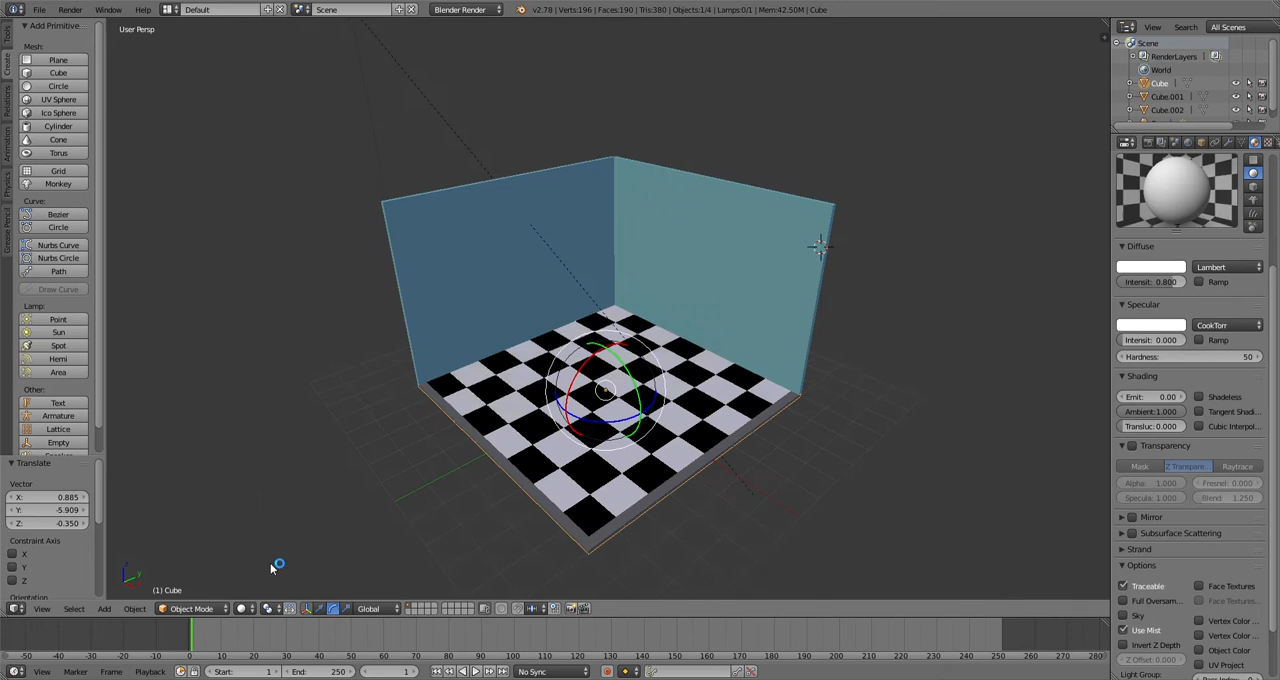 File Render Window Help Default Scene Blender Render v2.78 | Verts:196 | Faces:190 | Tris:380 | Objects:1/4 | Lamps:0/1 | Mem:42.50M | Cube
Add Primitive
Mesh:
Plane
Cube
Circle
UV Sphere
Ico Sphere
Cylinder
Cone
Torus
Grid
Monkey
Curve:
Bezier
Circle
Nurbs Curve
Nurbs Circle
Path
Draw Curve
Lamp:
Point
Sun
Spot
Hemi
Area
Other:
Text
Armature
Lattice
Empty
Translate
Vector
X: 0.885
Y: -5.909
Z: -0.350
Constraint Axis
X
Y
Z
Tools
Create
Relations
Animation
Physics
Grease Pencil
User Persp
(1) Cube
View Select Add Object Object Mode Global
-50 -40 -30 -20 -10 0 10 20 30 40 50 60 70 80 90 100 110 120 130 140 150 160 170 180 190 200 210 220 230 240 250 260 270 280
View Marker Frame Playback Start: 1 End: 250 1 No Sync
View Search All Scenes
Scene
RenderLayers
World
Cube
Cube.001
Cube.002
Diffuse
Lambert
Intensit: 0.800 Ramp
Specular
CookTorr
Intensit: 0.000 Ramp
Hardness: 50
Shading
Emit: 0.00 Shadeless
Ambient:1.000 Tangent Shadi...
Transluc: 0.000 Cubic Interpol...
Transparency
Mask Z Transpare... Raytrace
Alpha: 1.000 Fresnel: 0.000
Specula: 1.000 Blend: 1.250
Mirror
Subsurface Scattering
Strand
Options
Traceable Face Textures
Full Oversam... Face Textures...
Sky Vertex Color ...
Use Mist Vertex Color ...
Invert Z Depth Object Color
Z Offset: 0.000 UV Project
Light Group: